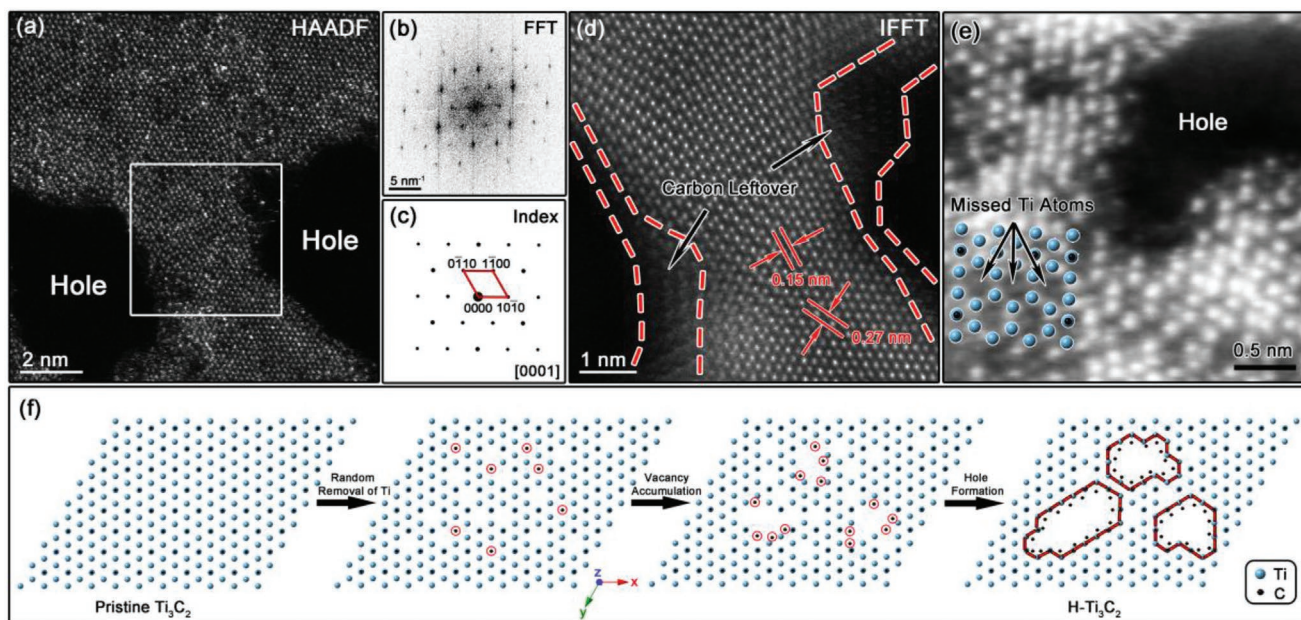 (a) HAADF
Hole
Hole
2 nm
(b) FFT
5 nm⁻¹
(c) Index
01̅10 11̅00
0000 101̅0
[0001]
(d) IFFT
Carbon Leftover
0.15 nm
0.27 nm
1 nm
(e)
Hole
Missed Ti Atoms
0.5 nm
(f)
Random
Removal of Ti
Vacancy
Accumulation
Hole
Formation
Pristine Ti₃C₂
z
x
y
H-Ti₃C₂
Ti
C